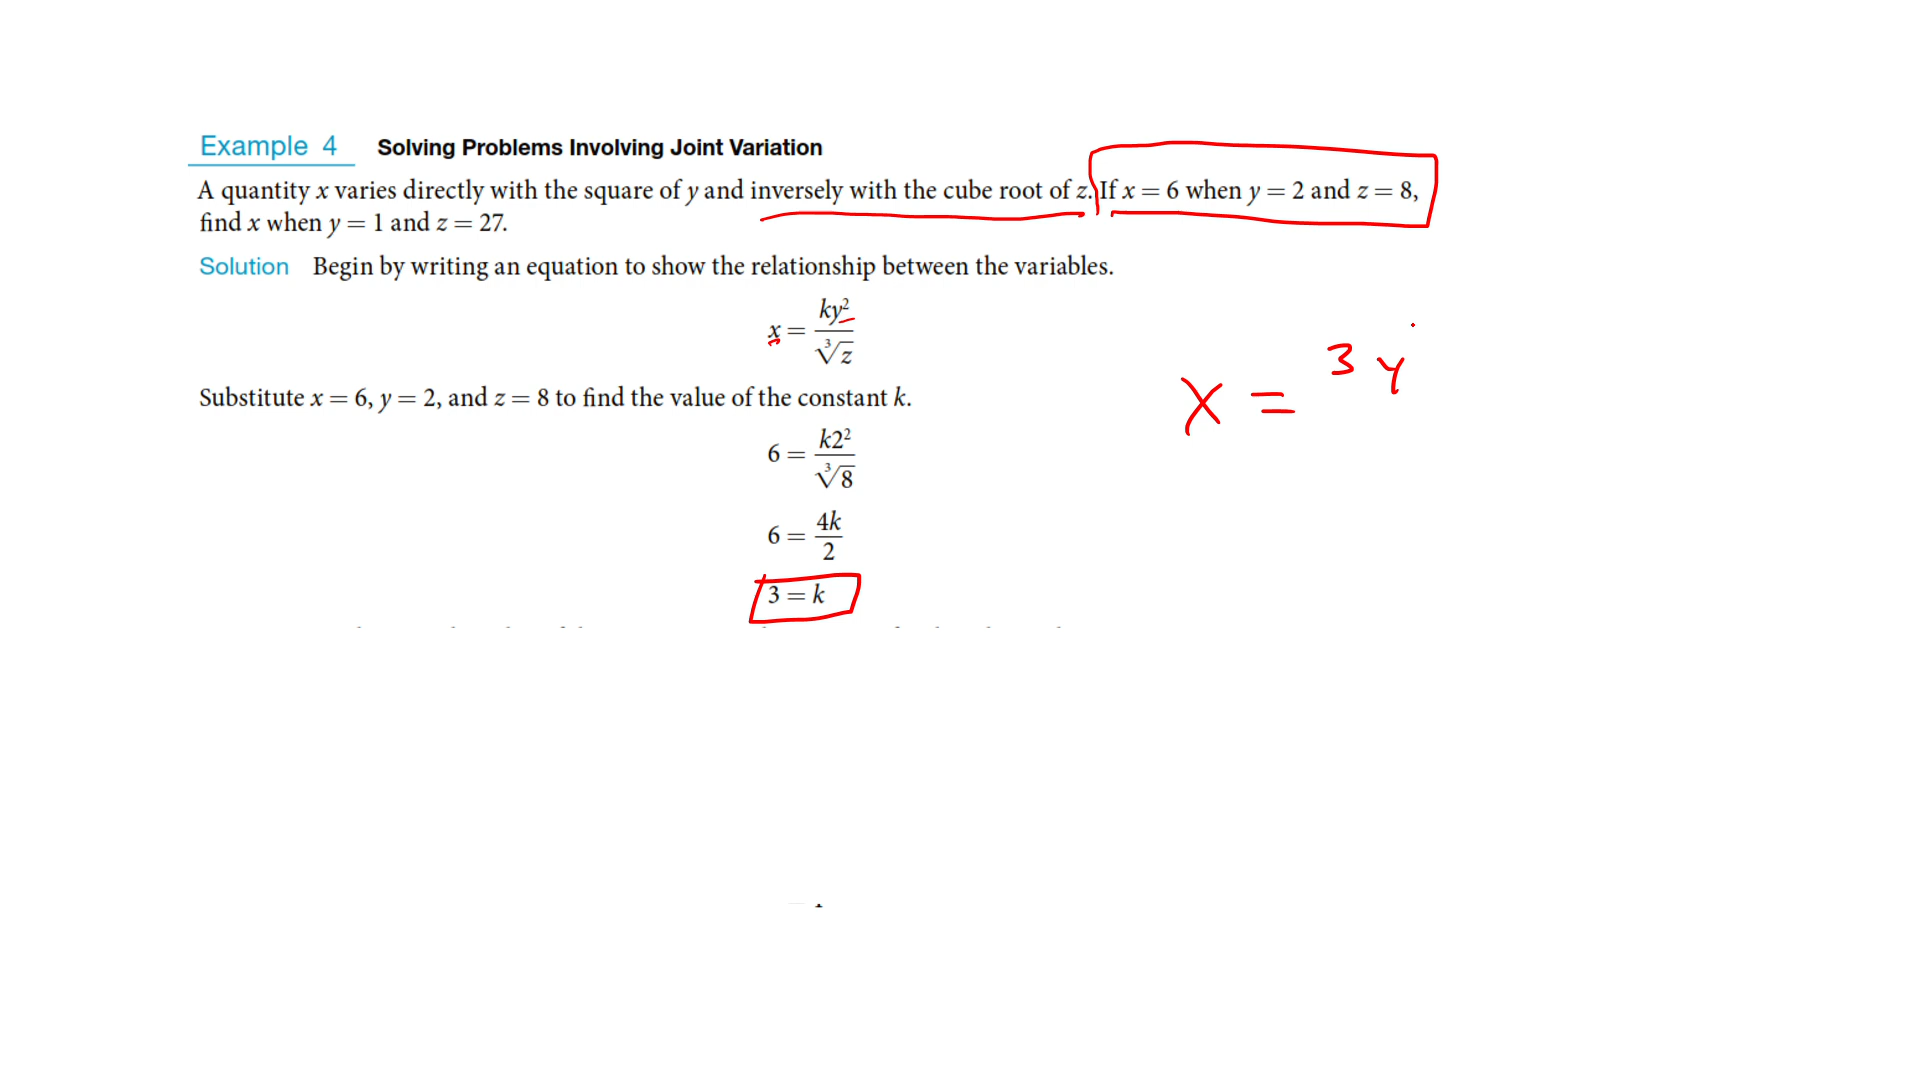 Example 4 Solving Problems Involving Joint Variation
A quantity x varies directly with the square of y and inversely with the cube root of z. If x = 6 when y = 2 and z = 8,
find x when y = 1 and z = 27.
Solution Begin by writing an equation to show the relationship between the variables.
x = ky²/∛z
x = 3y
Substitute x = 6, y = 2, and z = 8 to find the value of the constant k.
6 = k2²/∛8
6 = 4k/2
3 = k